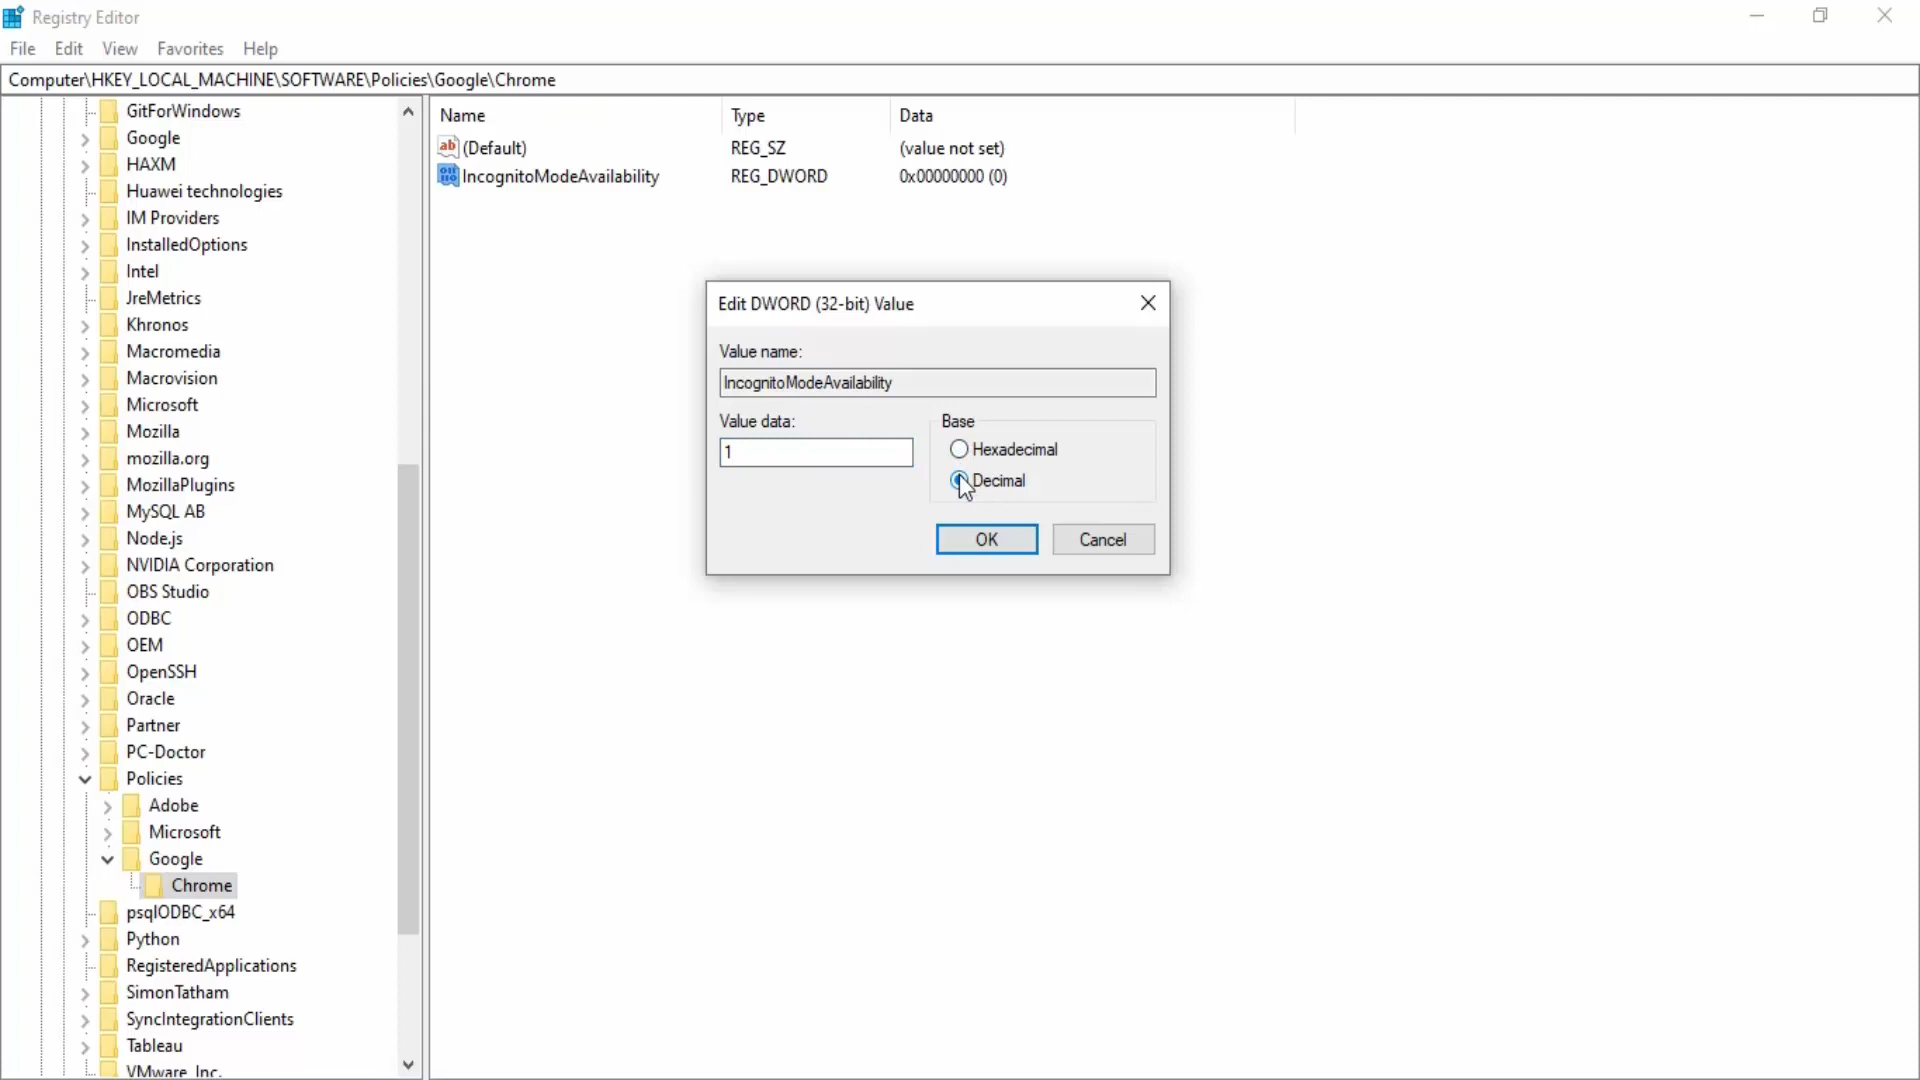 Registry Editor
File Edit View Favorites Help
Computer\HKEY_LOCAL_MACHINE\SOFTWARE\Policies\Google\Chrome
GitForWindows
Google
HAXM
Huawei technologies
IM Providers
InstalledOptions
Intel
JreMetrics
Khronos
Macromedia
Macrovision
Microsoft
Mozilla
mozilla.org
MozillaPlugins
MySQL AB
Node.js
NVIDIA Corporation
OBS Studio
ODBC
OEM
OpenSSH
Oracle
Partner
PC-Doctor
Policies
Adobe
Microsoft
Google
Chrome
psqlODBC_x64
Python
RegisteredApplications
SimonTatham
SyncIntegrationClients
Tableau
VMware, Inc.
Name Type Data
(Default) REG_SZ (value not set)
IncognitoModeAvailability REG_DWORD 0x00000000 (0)
Edit DWORD (32-bit) Value
Value name:
IncognitoModeAvailability
Value data: Base
1 Hexadecimal
Decimal
OK Cancel